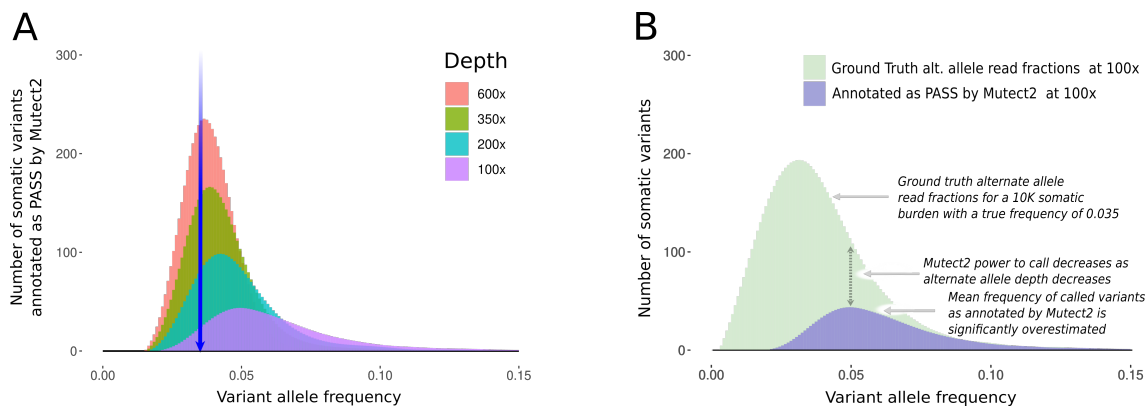 A
Number of somatic variants
annotated as PASS by Mutect2
300
200
100
0
0.00
0.05
0.10
0.15
Variant allele frequency
Depth
600x
350x
200x
100x
B
Number of somatic variants
300
200
100
0
0.00
0.05
0.10
0.15
Variant allele frequency
Ground Truth alt. allele read fractions at 100x
Annotated as PASS by Mutect2 at 100x
Ground truth alternate allele
read fractions for a 10K somatic
burden with a true frequency of 0.035
Mutect2 power to call decreases as
alternate allele depth decreases
Mean frequency of called variants
as annotated by Mutect2 is
significantly overestimated